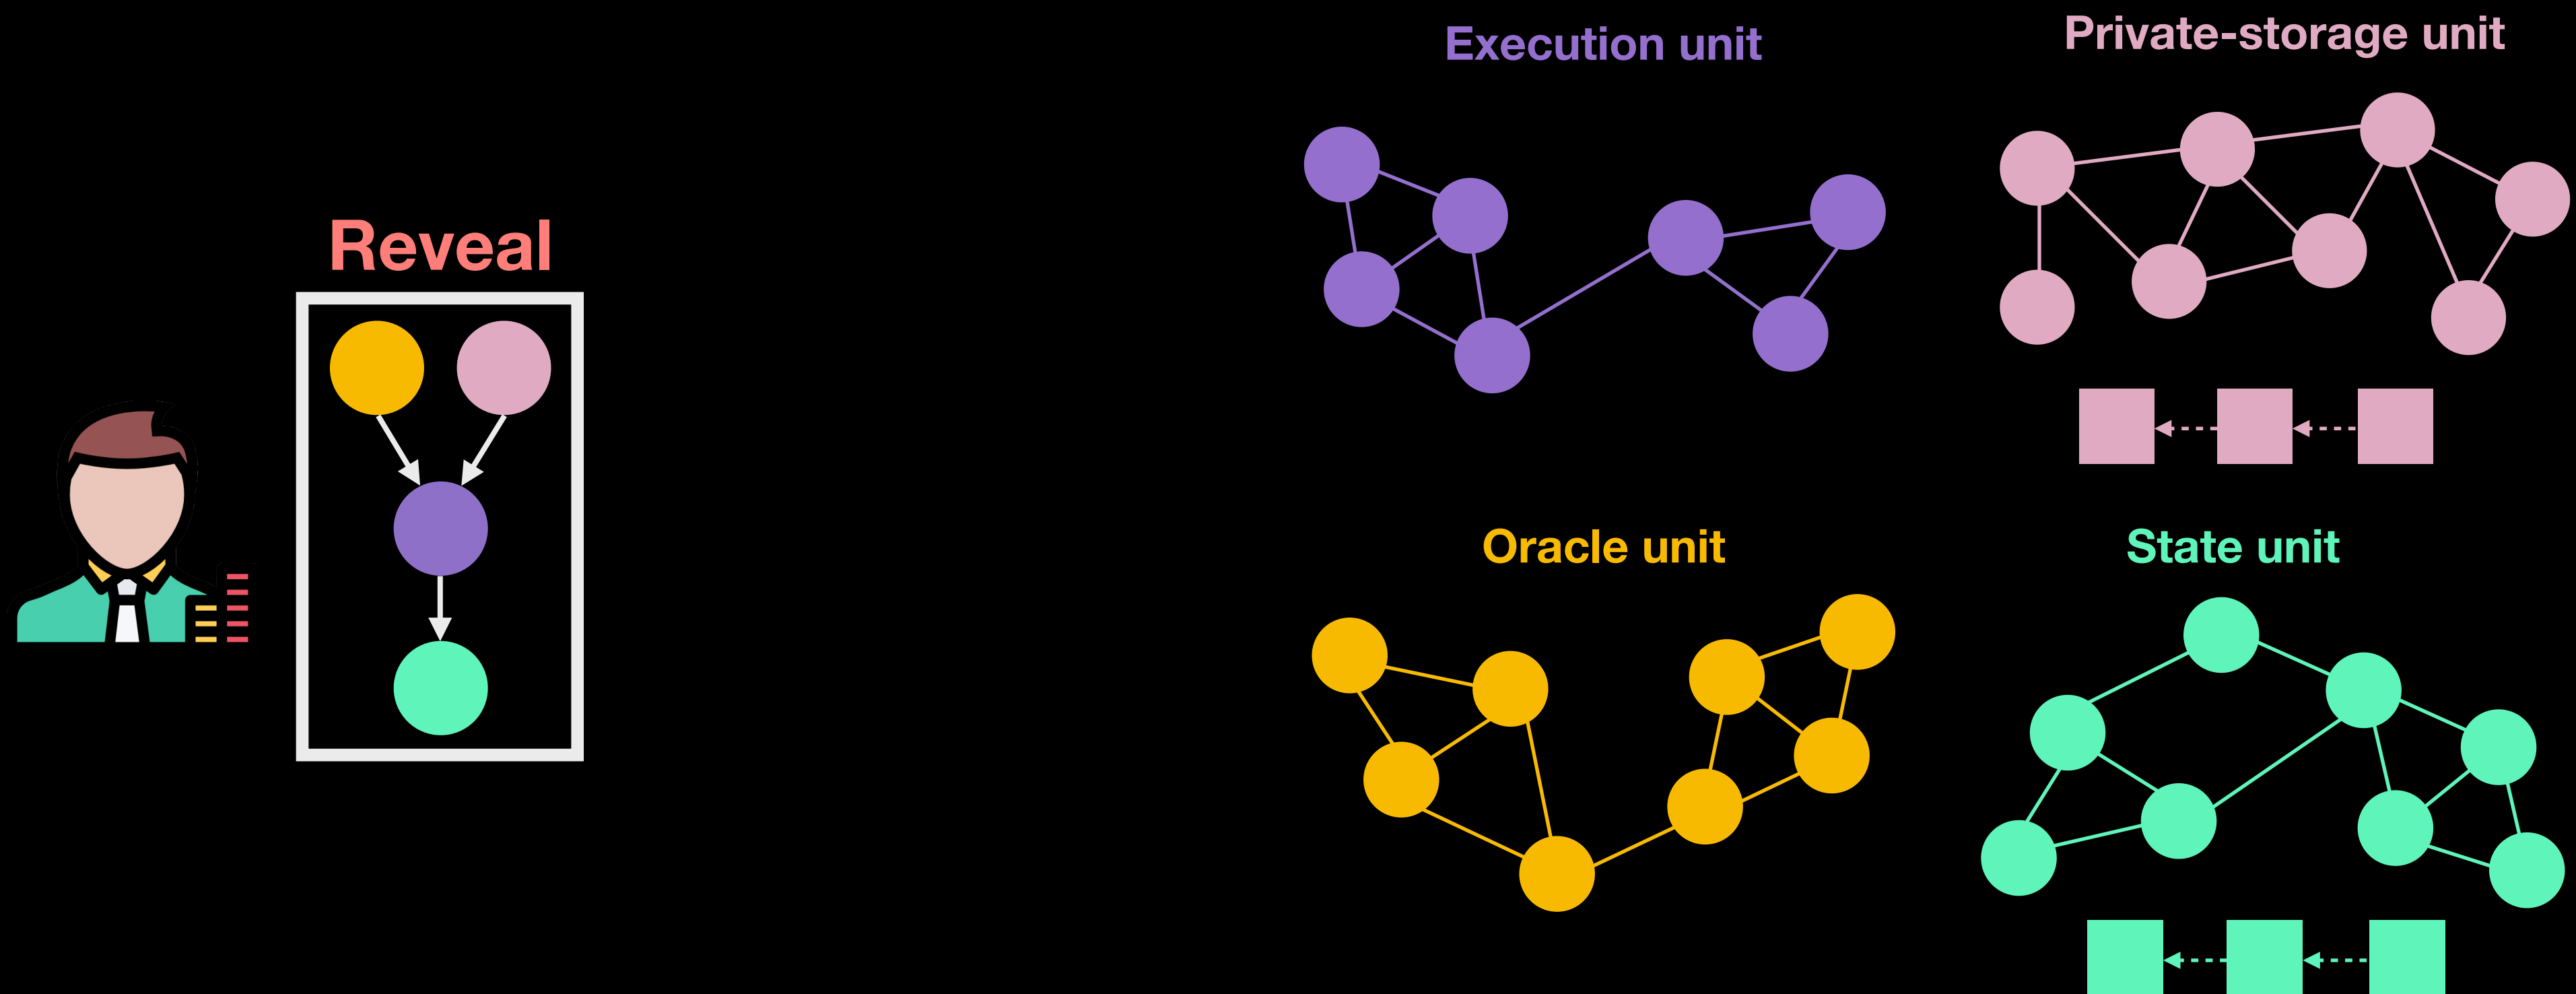 Reveal
Execution unit
Private-storage unit
Oracle unit
State unit